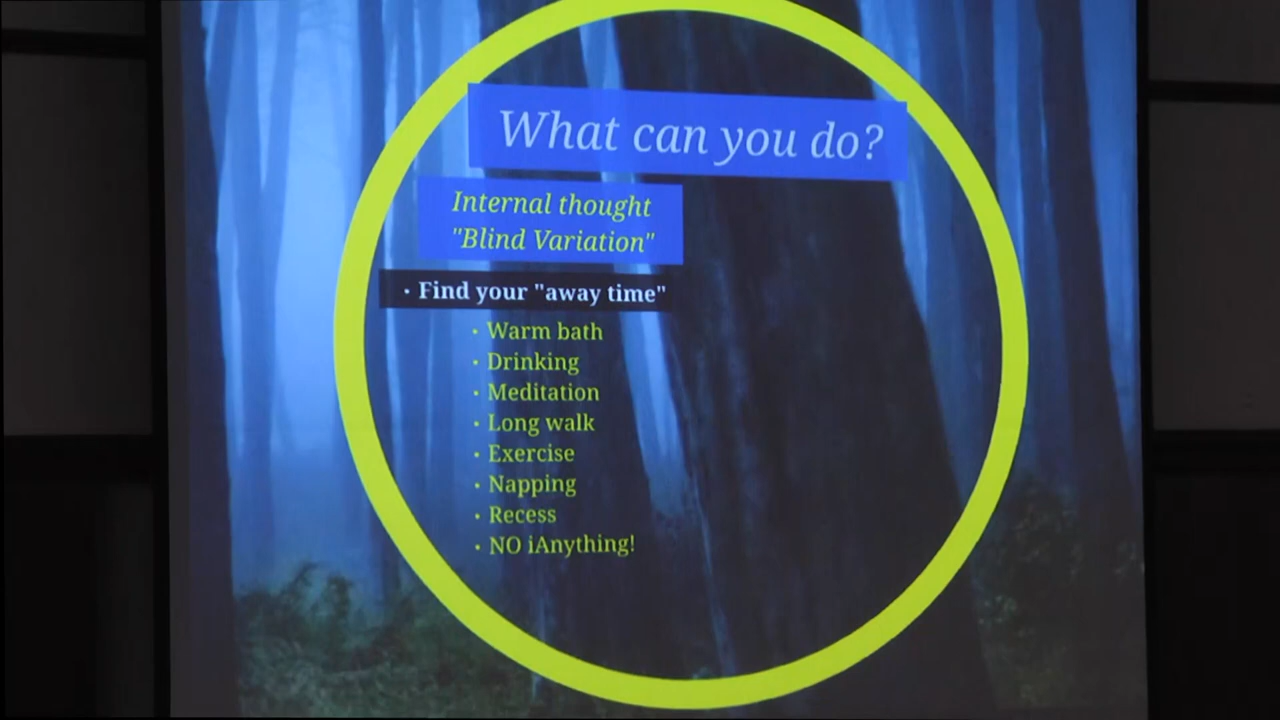 What can you do?
Internal thought
"Blind Variation"
· Find your "away time"
· Warm bath
· Drinking
· Meditation
· Long walk
· Exercise
· Napping
· Recess
· NO iAnything!